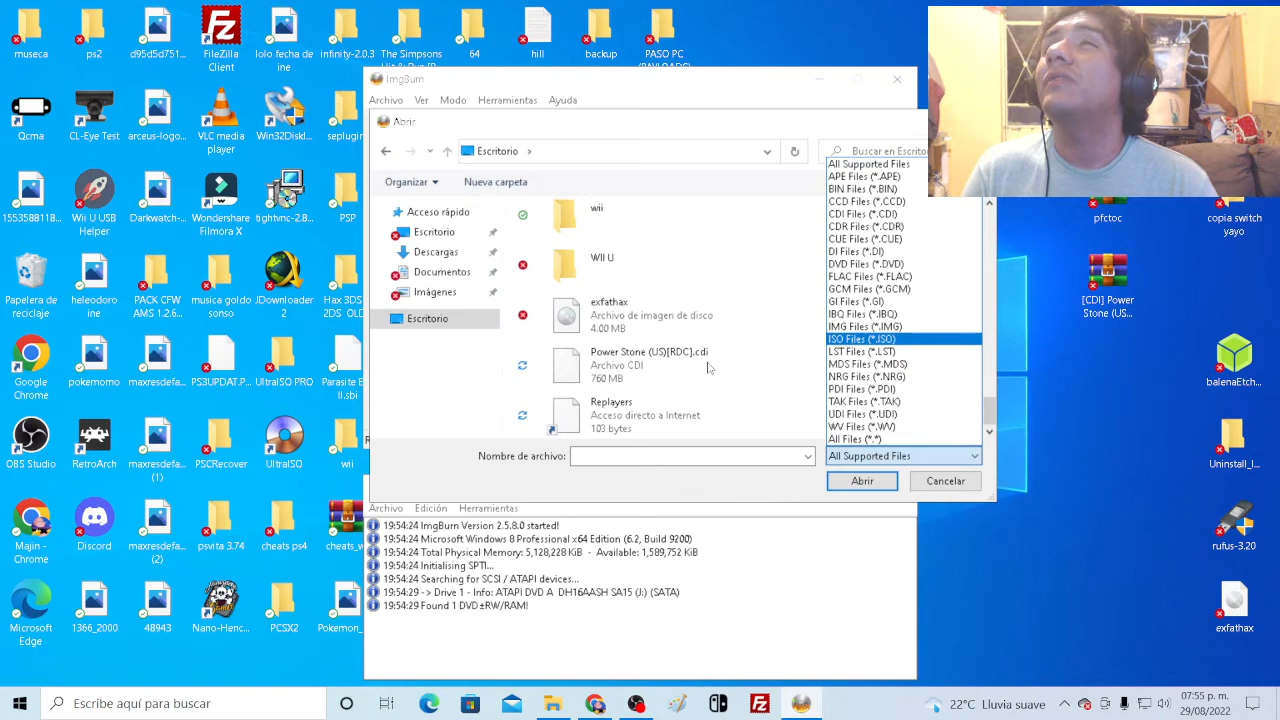 museca
ps2
d95d5d751...
FileZilla
Client
lolo fecha de
ine
infinity-2.0.3
The Simpsons
64
hill
backup
PASO PC
(PAYLOADS)
Qcma
CL-Eye Test
arceus-logo...
VLC media
player
Win32Diskl...
seplugin
1553588118...
Wii U USB
Helper
Darkwatch-...
Wondershare
Filmora X
tightvnc-2.8...
PSP
Papelera de
reciclaje
heleodore
PACK CFW
AMS 1.2.6...
musica goldo
nsose
JDownloader
2
Hax 3DS
2DS OLD
Google
Chrome
pokemomo
maxresdefa...
PS3UPDAT.P...
UltraISO PRO
Parasite E
I.sbi
OBS Studio
RetroArch
maxresdefa...
PSCRecover
UltraISO
wii
Majin -
Chrome
Discord
maxresdefa...
(2)
psvita 3.74
cheats ps4
cheats_w
Microsoft
Edge
1366_2000
48943
Nano-Henc...
PCSX2
Pokemon_
ImgBurn
Archivo
Ver
Modo
Herramientas
Ayuda
Abrir
Escritorio
Buscar en Escrito
Organizar
Nueva carpeta
Acceso rápido
Escritorio
Descargas
Documentos
Imágenes
Escritorio
wii
WII U
exfathax
Archivo de imagen de disco
4.00 MB
Power Stone (US)[RDC].cdi
Archivo CDI
760 MB
Replayers
Acceso directo a Internet
103 bytes
All Supported Files
APE Files (*.APE)
BIN Files (*.BIN)
CCD Files (*.CCD)
CDI Files (*.CDI)
CDR Files (*.CDR)
CUE Files (*.CUE)
DI Files (*.DI)
DVD Files (*.DVD)
FLAC Files (*.FLAC)
GCM Files (*.GCM)
GI Files (*.GI)
IBQ Files (*.IBQ)
IMG Files (*.IMG)
ISO Files (*.ISO)
LST Files (*.LST)
MDS Files (*.MDS)
NRG Files (*.NRG)
PDI Files (*.PDI)
TAK Files (*.TAK)
UDI Files (*.UDI)
WV Files (*.WV)
All Files (*.*)
Nombre de archivo:
All Supported Files
Abrir
Cancelar
Archivo
Edición
Herramientas
19:54:24 ImgBurn Version 2.5.8.0 started!
19:54:24 Microsoft Windows 8 Professional x64 Edition (6.2, Build 9200)
19:54:24 Total Physical Memory: 5,128,228 KiB - Available: 1,589,752 KiB
19:54:24 Initialising SPTI...
19:54:24 Searching for SCSI / ATAPI devices...
19:54:29 -> Drive 1 - Info: ATAPI DVD A DH16AASH SA15 (J:) (SATA)
19:54:29 Found 1 DVD±RW/RAM!
pfctoc
copia switch
yayo
[CDI] Power
Stone (US...
balenaEtch...
Uninstall_l...
rufus-3.20
exfathax
Escribe aquí para buscar
22°C Lluvia suave
07:55 p. m.
29/08/2022